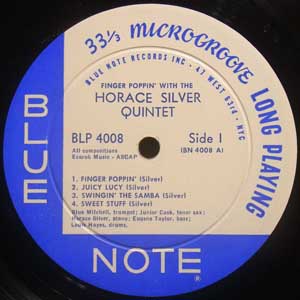 33 1/3 MICROGROOVE LONG PLAYING
BLUE NOTE RECORDS INC · 47 WEST 63rd · NYC
FINGER POPPIN' WITH THE
HORACE SILVER
QUINTET
BLP 4008 Side 1
All compositions (BN 4008 A)
Ecaroh Music - ASCAP
1. FINGER POPPIN' (Silver)
2. JUICY LUCY (Silver)
3. SWINGIN' THE SAMBA (Silver)
4. SWEET STUFF (Silver)
Blue Mitchell, trumpet; Junior Cook, tenor sax;
Horace Silver, piano; Eugene Taylor, bass;
Louis Hayes, drums.
BLUE
NOTE
®